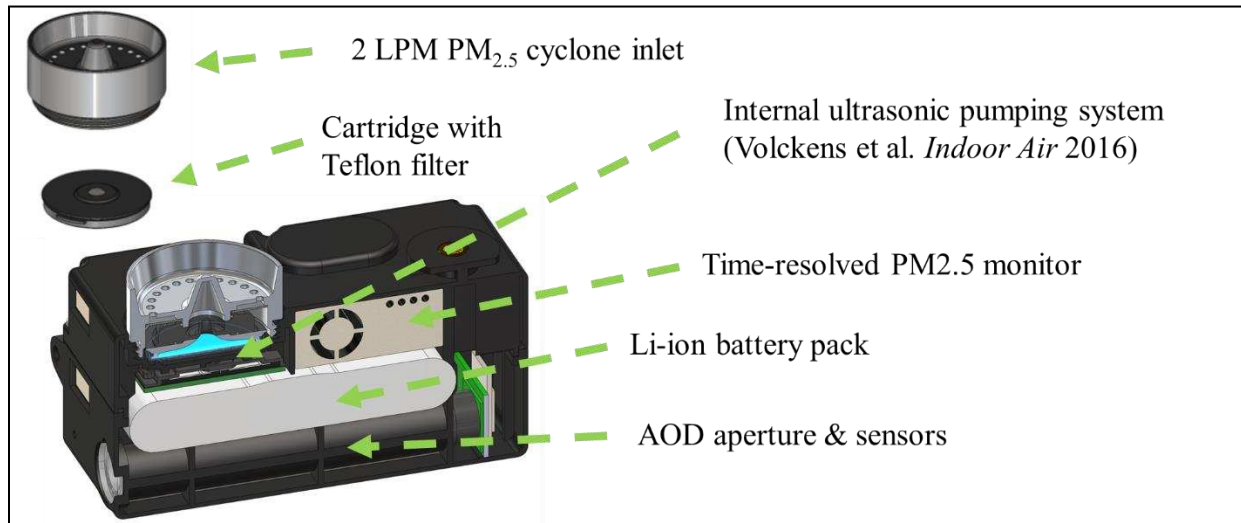 2 LPM PM₂.₅ cyclone inlet
Cartridge with
Teflon filter
Internal ultrasonic pumping system
(Volckens et al. Indoor Air 2016)
Time-resolved PM2.5 monitor
Li-ion battery pack
AOD aperture & sensors